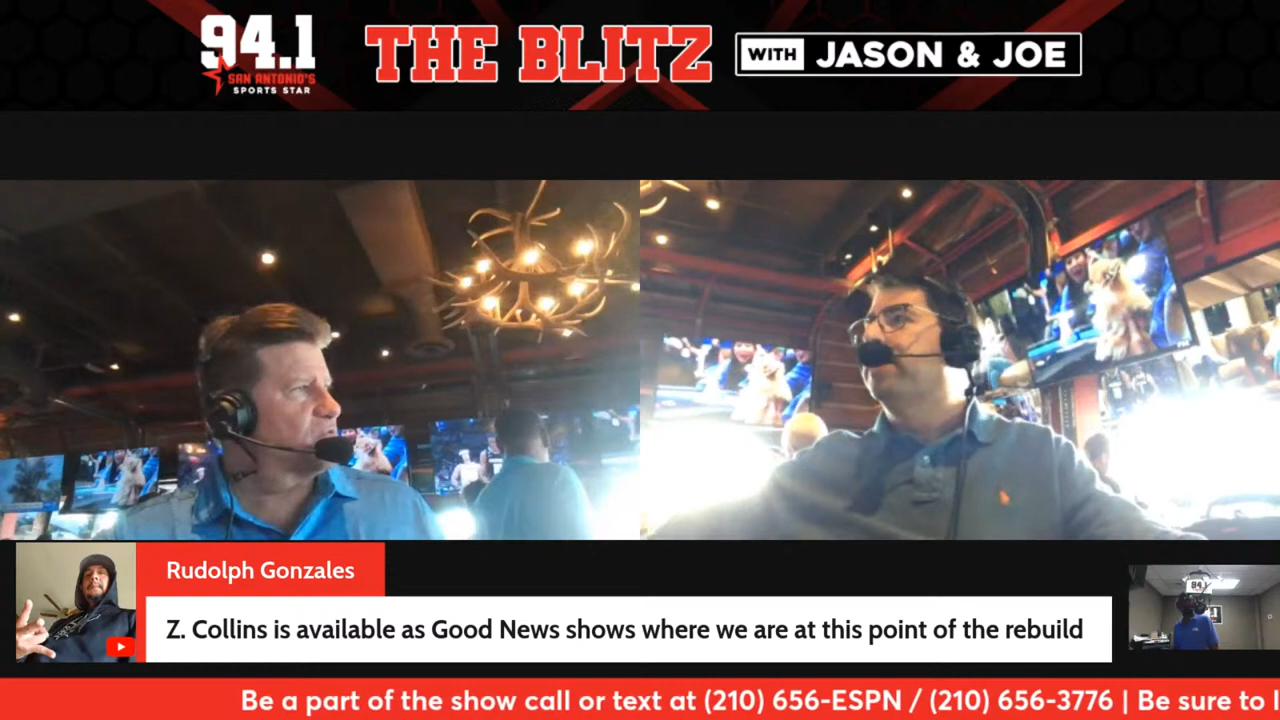 94.1
SAN ANTONIO'S
SPORTS STAR
THE BLITZ
WITH JASON & JOE
Rudolph Gonzales
Z. Collins is available as Good News shows where we are at this point of the rebuild
94.1
Be a part of the show call or text at (210) 656-ESPN / (210) 656-3776 | Be sure to l